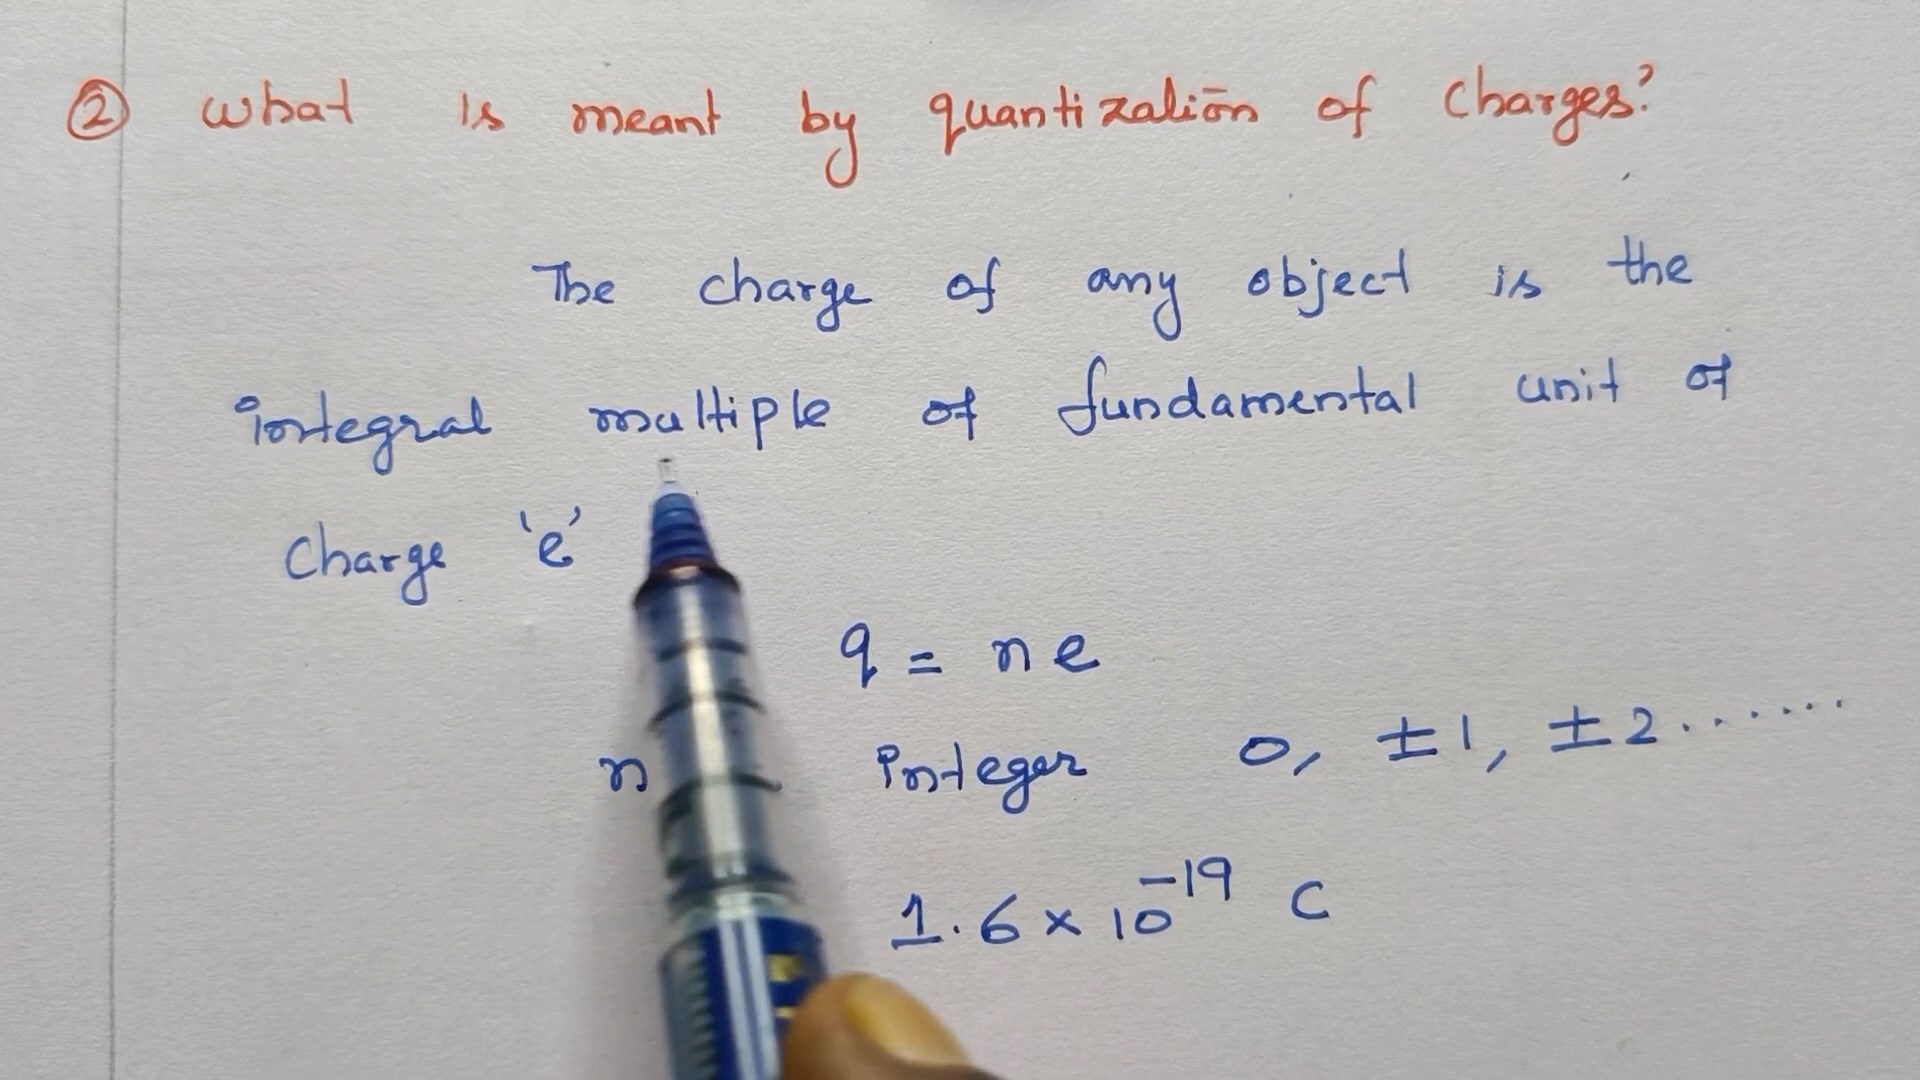 ② What is meant by quantization of charges?
The charge of any object is the
integral multiple of fundamental unit of
Charge 'e'
q = ne
n Integer 0, ±1, ±2.......
1.6 × 10⁻¹⁹ C